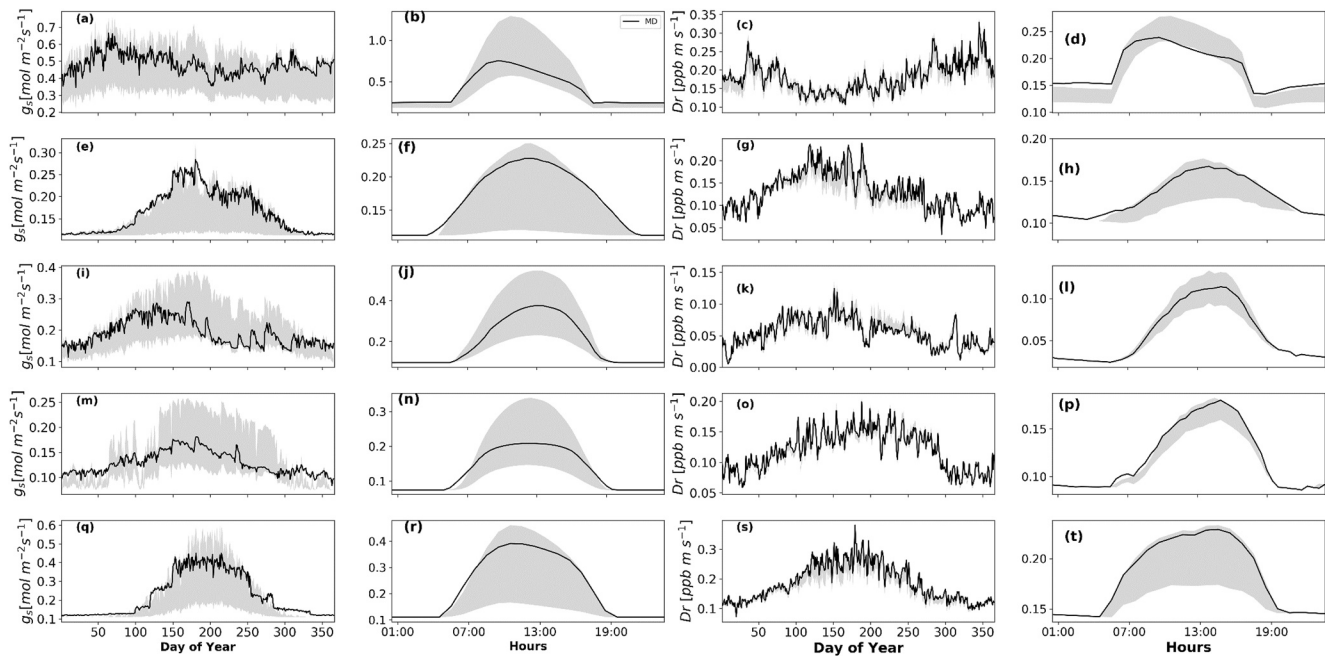 g_s[mol m⁻²s⁻¹]
(a)
0.7
0.6
0.5
0.4
0.3
0.2
(b)
MD
1.0
0.5
Dr [ppb m s⁻¹]
(c)
0.30
0.25
0.20
0.15
0.10
(d)
0.25
0.20
0.15
0.10
g_s[mol m⁻²s⁻¹]
(e)
0.30
0.25
0.20
0.15
(f)
0.25
0.20
0.15
Dr [ppb m s⁻¹]
(g)
0.20
0.15
0.10
0.05
(h)
0.20
0.15
0.10
g_s[mol m⁻²s⁻¹]
(i)
0.4
0.3
0.2
0.1
(j)
0.4
0.2
Dr [ppb m s⁻¹]
(k)
0.15
0.10
0.05
0.00
(l)
0.15
0.10
0.05
g_s[mol m⁻²s⁻¹]
(m)
0.25
0.20
0.15
0.10
(n)
0.3
0.2
0.1
Dr [ppb m s⁻¹]
(o)
0.20
0.15
0.10
0.05
(p)
0.15
0.10
g_s[mol m⁻²s⁻¹]
(q)
0.6
0.5
0.4
0.3
0.2
0.1
50 100 150 200 250 300 350
Day of Year
(r)
0.4
0.3
0.2
0.1
01:00 07:00 13:00 19:00
Hours
Dr [ppb m s⁻¹]
(s)
0.3
0.2
0.1
50 100 150 200 250 300 350
Day of Year
(t)
0.20
0.15
01:00 07:00 13:00 19:00
Hours